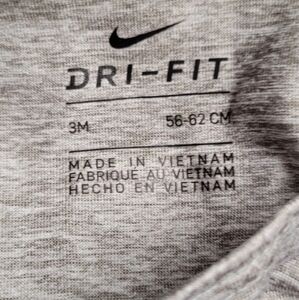 DRI-FIT
3M 56-62 CM
MADE IN VIETNAM
FABRIQUÉ AU VIETNAM
HECHO EN VIETNAM